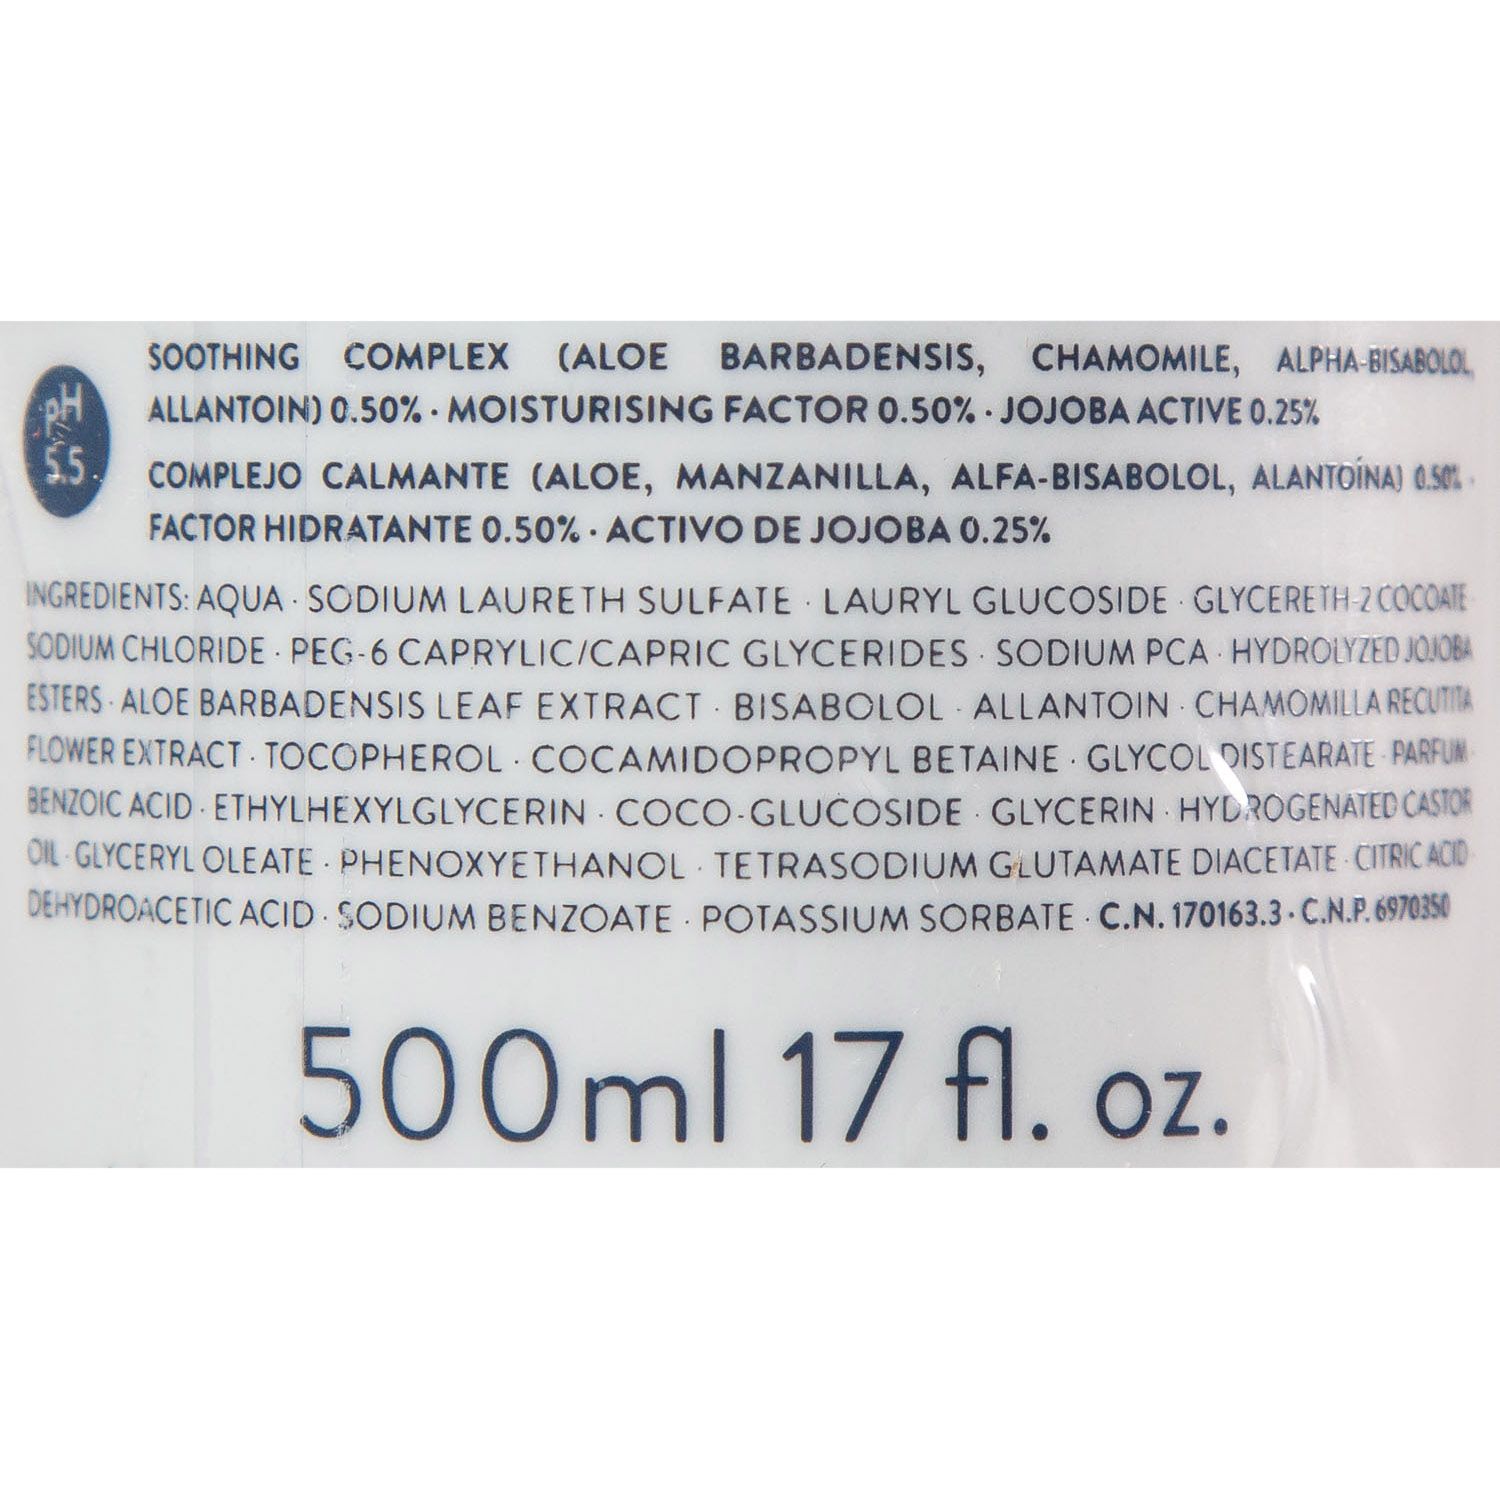 SOOTHING COMPLEX (ALOE BARBADENSIS, CHAMOMILE, ALPHA-BISABOLOL,
ALLANTOIN) 0.50% · MOISTURISING FACTOR 0.50% · JOJOBA ACTIVE 0.25%
pH
5.5
COMPLEJO CALMANTE (ALOE, MANZANILLA, ALFA-BISABOLOL, ALANTOÍNA) 0.50% ·
FACTOR HIDRATANTE 0.50% · ACTIVO DE JOJOBA 0.25%
INGREDIENTS: AQUA · SODIUM LAURETH SULFATE · LAURYL GLUCOSIDE · GLYCERETH-2 COCOATE ·
SODIUM CHLORIDE · PEG-6 CAPRYLIC/CAPRIC GLYCERIDES · SODIUM PCA · HYDROLYZED JOJOBA
ESTERS · ALOE BARBADENSIS LEAF EXTRACT · BISABOLOL · ALLANTOIN · CHAMOMILLA RECUTITA
FLOWER EXTRACT · TOCOPHEROL · COCAMIDOPROPYL BETAINE · GLYCOL DISTEARATE · PARFUM ·
BENZOIC ACID · ETHYLHEXYLGLYCERIN · COCO-GLUCOSIDE · GLYCERIN · HYDROGENATED CASTOR
OIL · GLYCERYL OLEATE · PHENOXYETHANOL · TETRASODIUM GLUTAMATE DIACETATE · CITRIC ACID ·
DEHYDROACETIC ACID · SODIUM BENZOATE · POTASSIUM SORBATE · C.N. 170163.3 · C.N.P. 6970350
500ml 17 fl. oz.